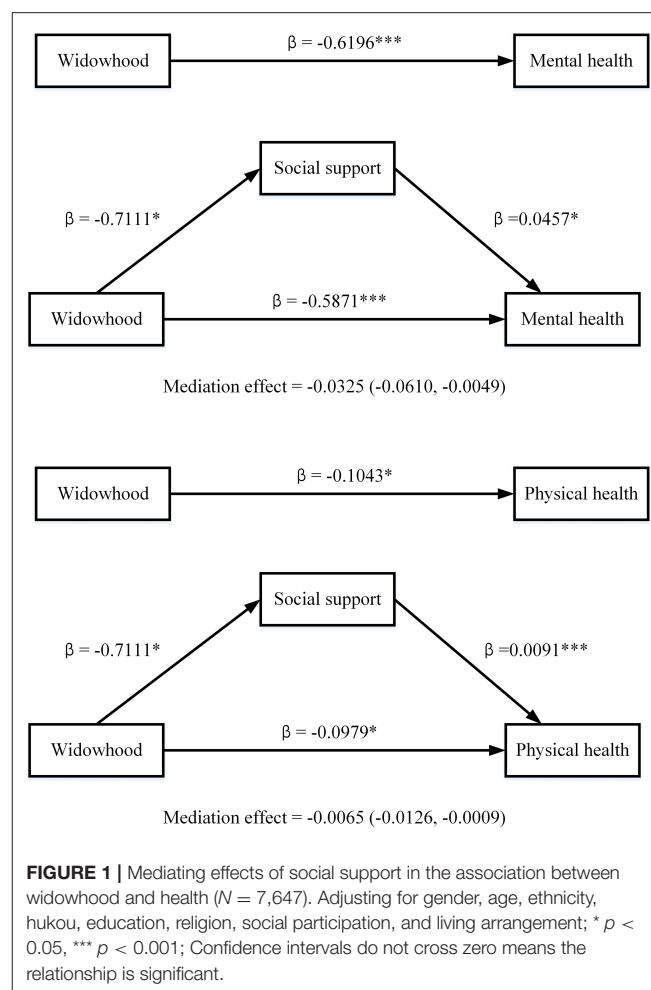 β = -0.6196***
Widowhood
Mental health
Social support
β = -0.7111*
β =0.0457*
β = -0.5871***
Widowhood
Mental health
Mediation effect = -0.0325 (-0.0610, -0.0049)
β = -0.1043*
Widowhood
Physical health
Social support
β = -0.7111*
β =0.0091***
β = -0.0979*
Widowhood
Physical health
Mediation effect = -0.0065 (-0.0126, -0.0009)
FIGURE 1 | Mediating effects of social support in the association between
widowhood and health (N = 7,647). Adjusting for gender, age, ethnicity,
hukou, education, religion, social participation, and living arrangement; * p <
0.05, *** p < 0.001; Confidence intervals do not cross zero means the
relationship is significant.